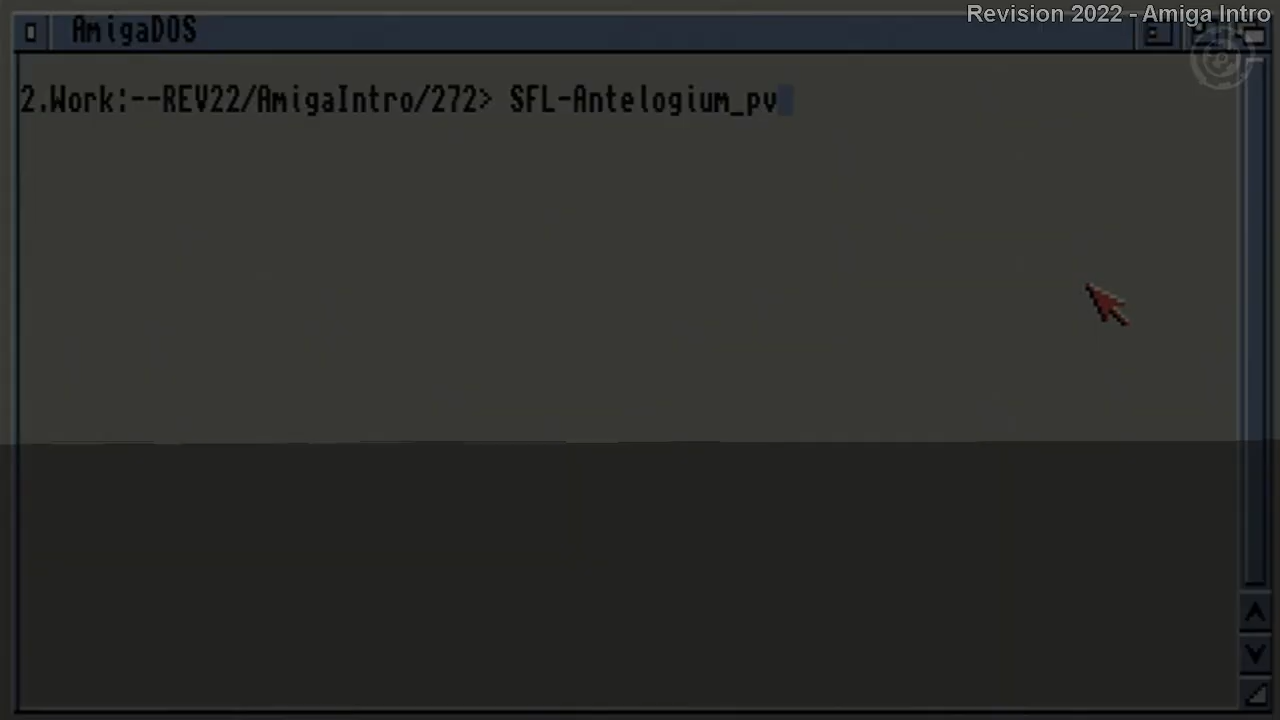 Revision 2022 - Amiga Intro
AmigaDOS
2.Work:--REV22/AmigaIntro/272> SFL-Antelogium_pv